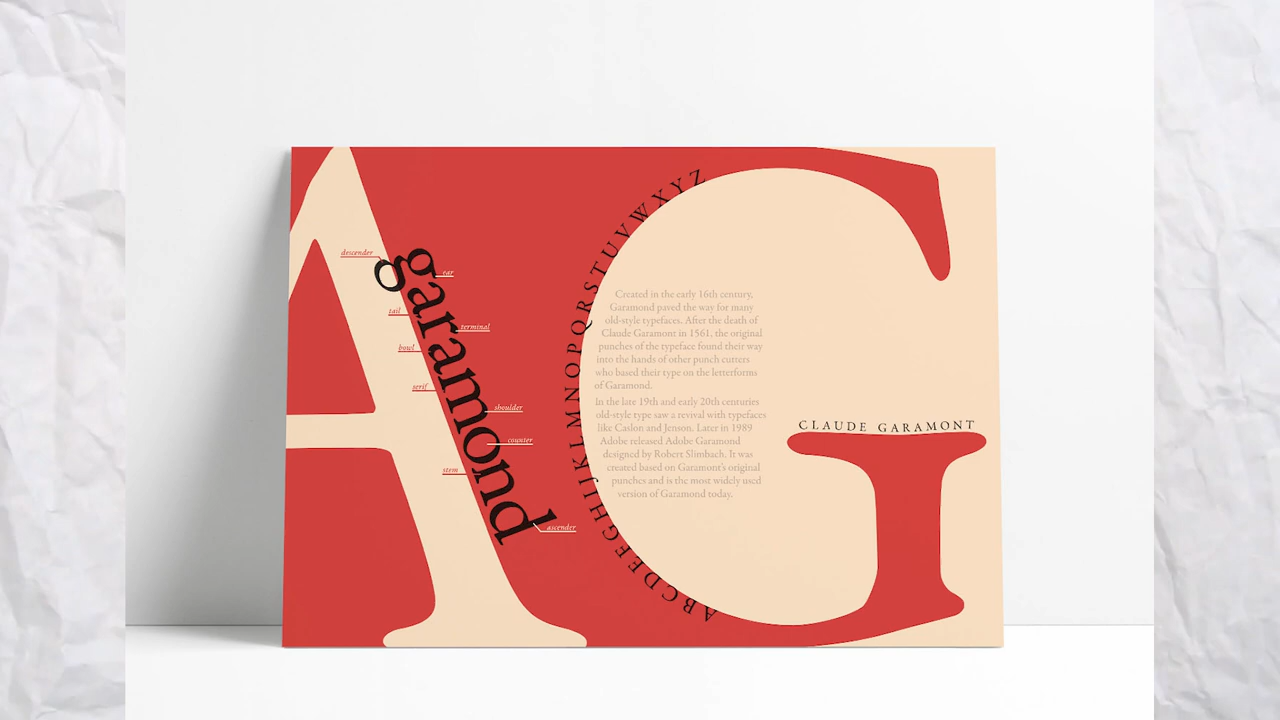 A
G
descender
ear
tail
terminal
bowl
serif
shoulder
counter
stem
ascender
garamond
ABCDEFGHIJKLMNOPQRSTUVWXYZ
Created in the early 16th century,
Garamond paved the way for many
old-style typefaces. After the death of
Claude Garamont in 1561, the original
punches of the typeface found their way
into the hands of other punch cutters
who based their type on the letterforms
of Garamond.
In the late 19th and early 20th centuries
old-style type saw a revival with typefaces
like Caslon and Jenson. Later in 1989
Adobe released Adobe Garamond
designed by Robert Slimbach. It was
created based on Garamont's original
punches and is the most widely used
version of Garamond today.
CLAUDE GARAMONT